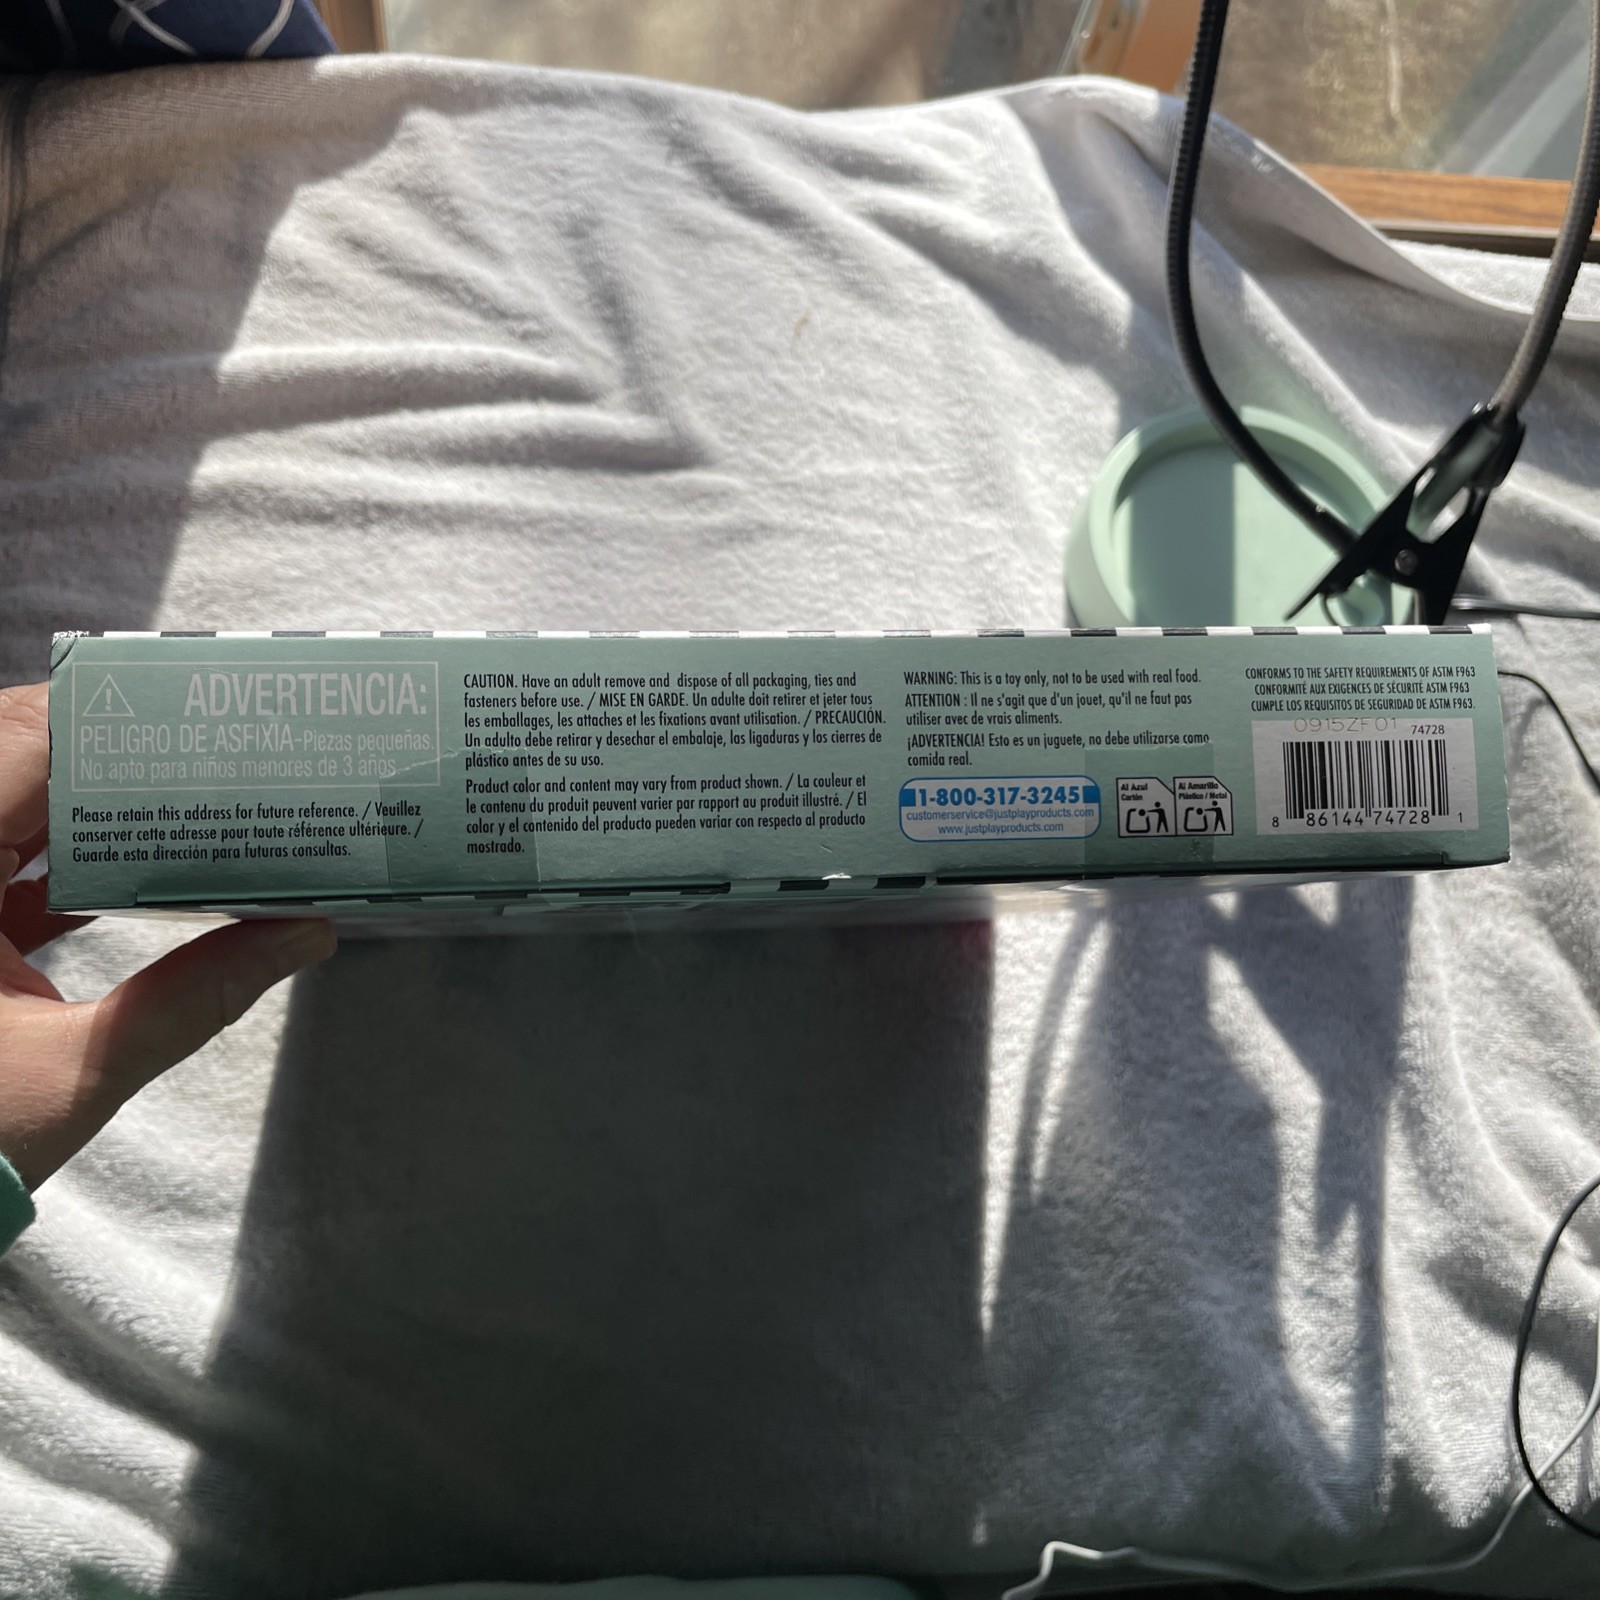 ADVERTENCIA:
PELIGRO DE ASFIXIA-Piezas pequeñas.
No apto para niños menores de 3 años.
Please retain this address for future reference. / Veuillez
conserver cette adresse pour toute référence ultérieure. /
Guarde esta dirección para futuras consultas.
CAUTION. Have an adult remove and dispose of all packaging, ties and
fasteners before use. / MISE EN GARDE. Un adulte doit retirer et jeter tous
les emballages, les attaches et les fixations avant utilisation. / PRECAUCIÓN.
Un adulto debe retirar y desechar el embalaje, las ligaduras y los cierres de
plástico antes de su uso.
Product color and content may vary from product shown. / La couleur et
le contenu du produit peuvent varier par rapport au produit illustré. / El
color y el contenido del producto pueden variar con respecto al producto
mostrado.
WARNING: This is a toy only, not to be used with real food.
ATTENTION : Il ne s'agit que d'un jouet, qu'il ne faut pas
utiliser avec de vrais aliments.
¡ADVERTENCIA! Esto es un juguete, no debe utilizarse como
comida real.
1-800-317-3245
customerservice@justplayproducts.com
www.justplayproducts.com
Al Azul
Cartón
Al Amarillo
Plástico / Metal
CONFORMS TO THE SAFETY REQUIREMENTS OF ASTM F963
CONFORMITÉ AUX EXIGENCES DE SÉCURITÉ ASTM F963
CUMPLE LOS REQUISITOS DE SEGURIDAD DE ASTM F963.
0915ZF01
74728
8 86144 74728 1